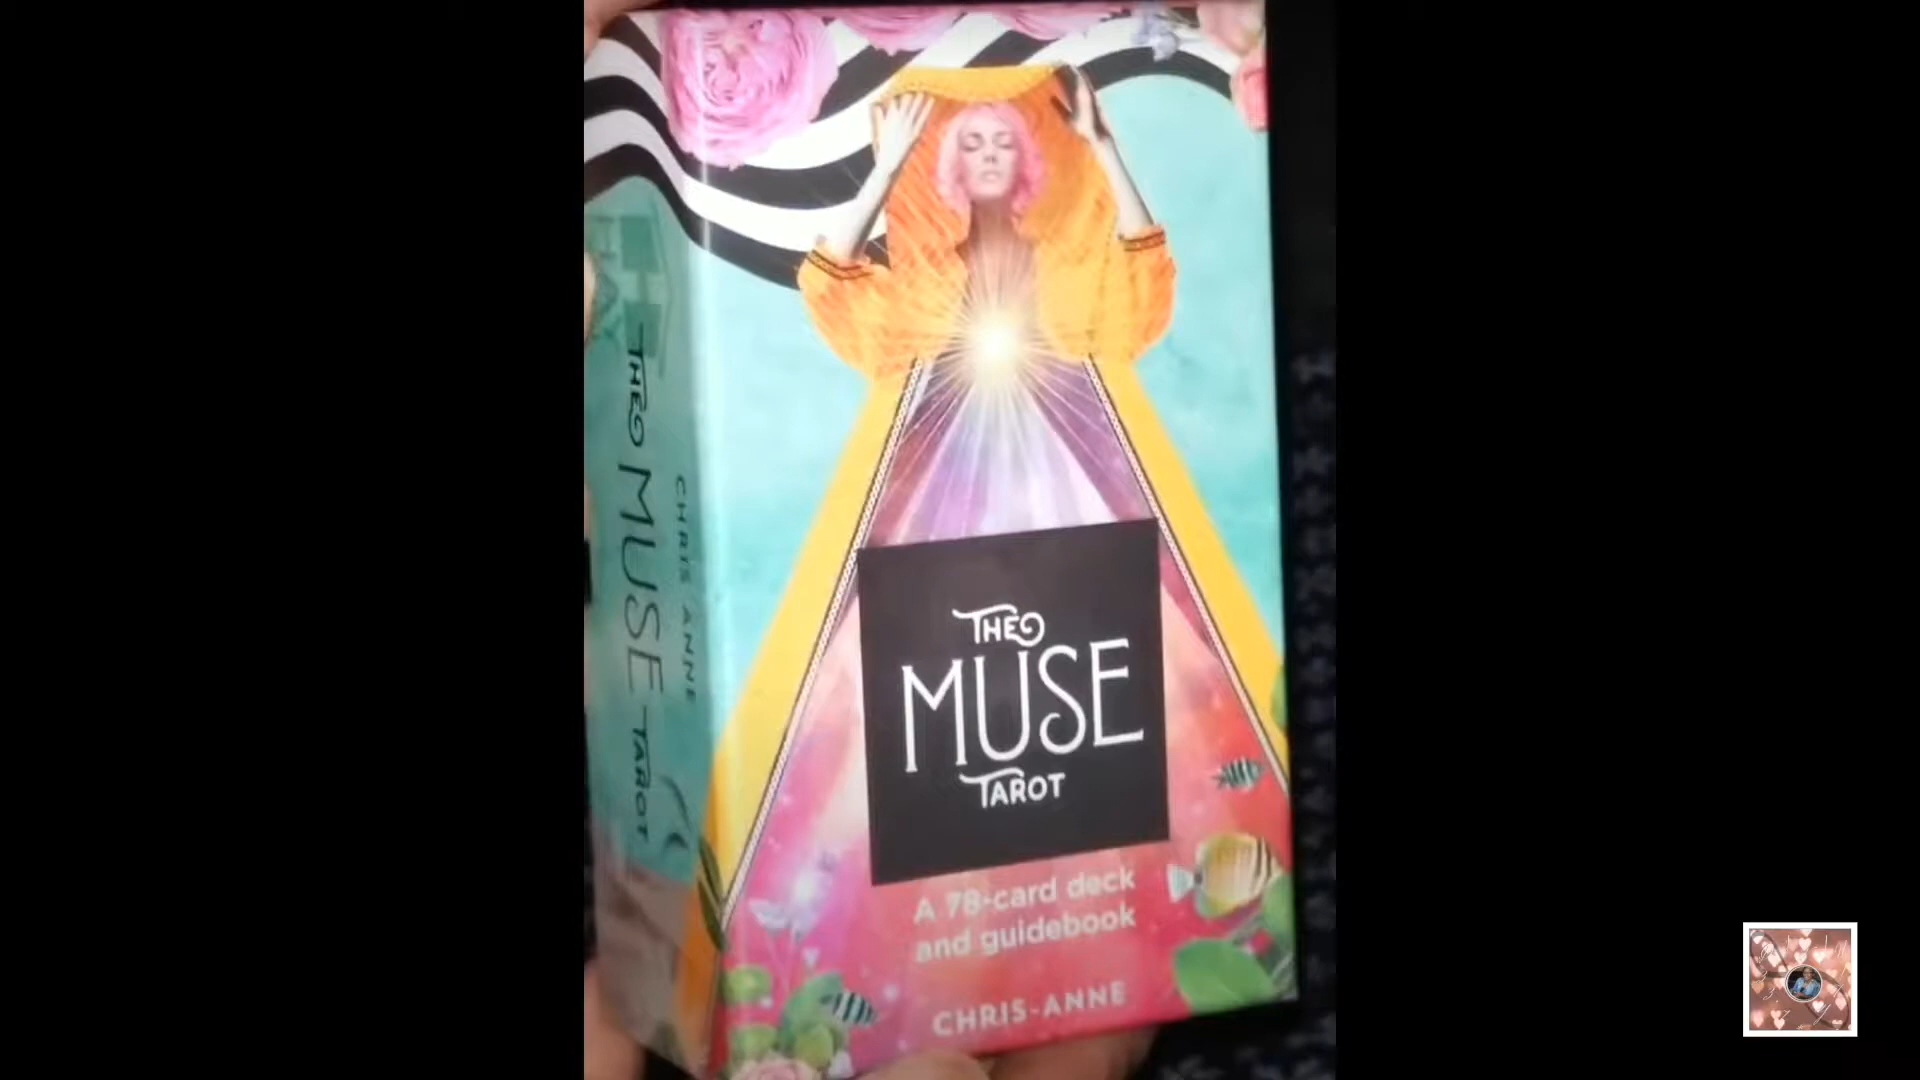 THE MUSE TAROT
CHRIS-ANNE
THE
MUSE
TAROT
A 78-card deck
and guidebook
CHRIS-ANNE